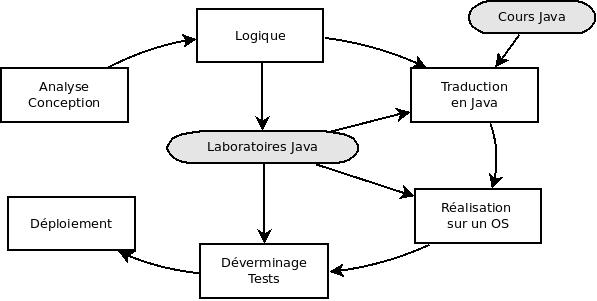 Cours Java
Logique
Analyse
Conception
Traduction
en Java
Laboratoires Java
Déploiement
Réalisation
sur un OS
Déverminage
Tests